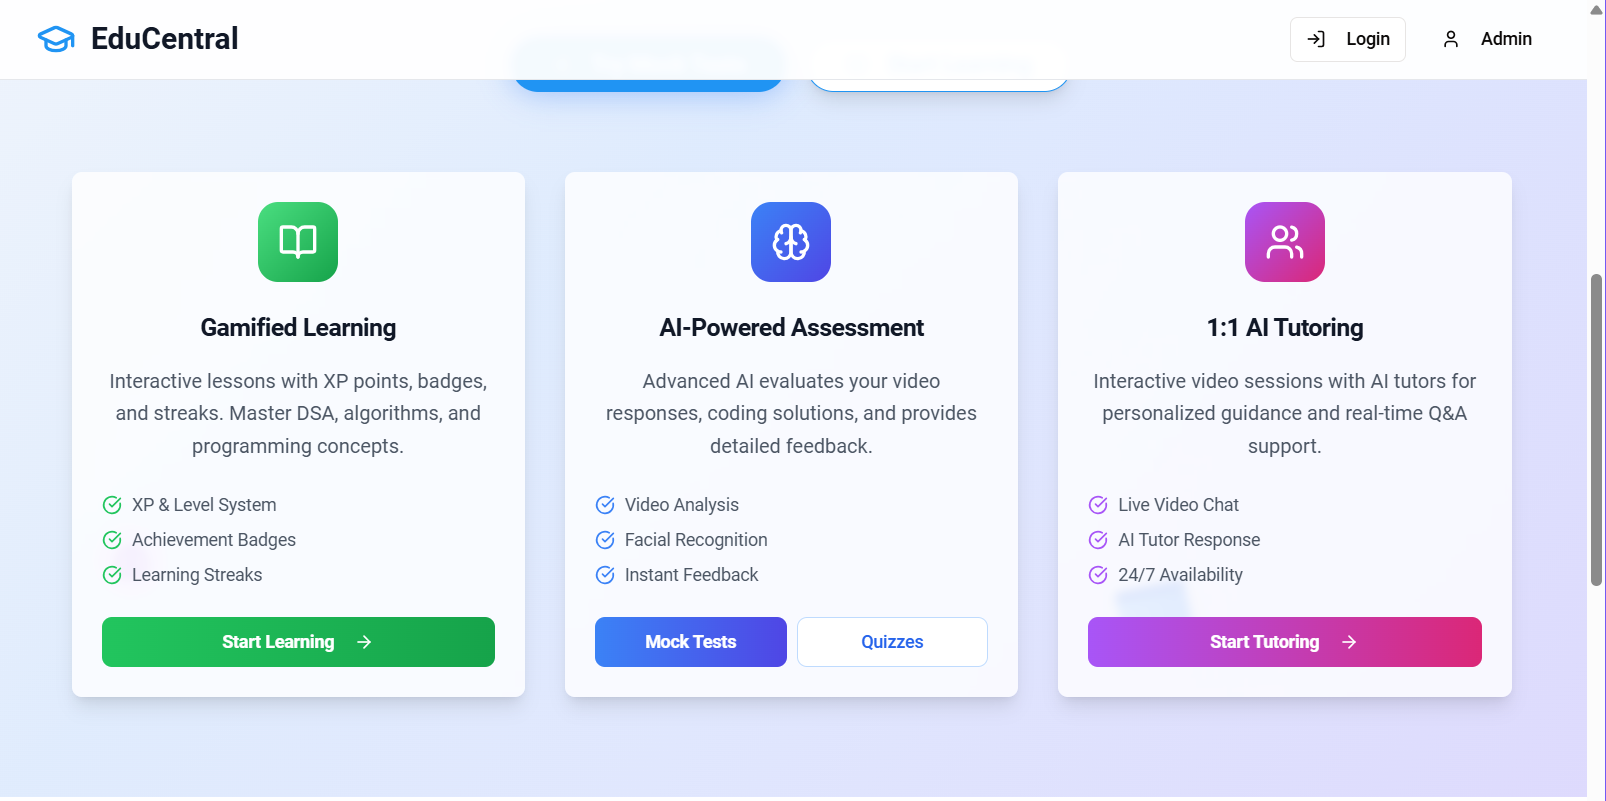 EduCentral
Login
Admin
Gamified Learning
Interactive lessons with XP points, badges,
and streaks. Master DSA, algorithms, and
programming concepts.
XP & Level System
Achievement Badges
Learning Streaks
Start Learning
AI-Powered Assessment
Advanced AI evaluates your video
responses, coding solutions, and provides
detailed feedback.
Video Analysis
Facial Recognition
Instant Feedback
Mock Tests
Quizzes
1:1 AI Tutoring
Interactive video sessions with AI tutors for
personalized guidance and real-time Q&A
support.
Live Video Chat
AI Tutor Response
24/7 Availability
Start Tutoring